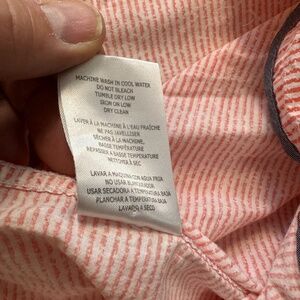 MACHINE WASH IN COOL WATER
DO NOT BLEACH
TUMBLE DRY LOW
IRON ON LOW
DRY CLEAN
LAVER À LA MACHINE À L'EAU FRAÎCHE
NE PAS JAVELLISER
SÉCHER À LA MACHINE,
BASSE TEMPÉRATURE
REPASSER À BASSE TEMPÉRATURE
NETTOYER À SEC
LAVAR A MAQUINA CON AGUA FRIA
NO USAR BLANQUEADOR
USAR SECADORA A TEMPERATURA BAJA
PLANCHAR A TEMPERATURA BAJA
LAVADO A SECO